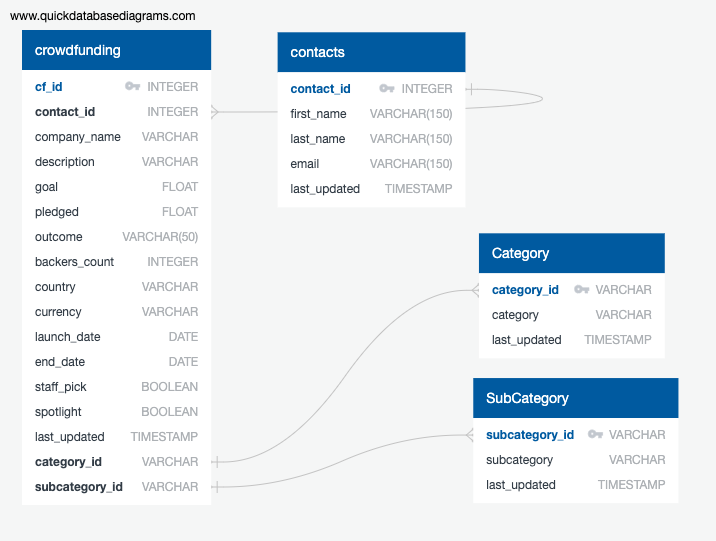 www.quickdatabasediagrams.com
crowdfunding
cf_id INTEGER
contact_id INTEGER
company_name VARCHAR
description VARCHAR
goal FLOAT
pledged FLOAT
outcome VARCHAR(50)
backers_count INTEGER
country VARCHAR
currency VARCHAR
launch_date DATE
end_date DATE
staff_pick BOOLEAN
spotlight BOOLEAN
last_updated TIMESTAMP
category_id VARCHAR
subcategory_id VARCHAR
contacts
contact_id INTEGER
first_name VARCHAR(150)
last_name VARCHAR(150)
email VARCHAR(150)
last_updated TIMESTAMP
Category
category_id VARCHAR
category VARCHAR
last_updated TIMESTAMP
SubCategory
subcategory_id VARCHAR
subcategory VARCHAR
last_updated TIMESTAMP